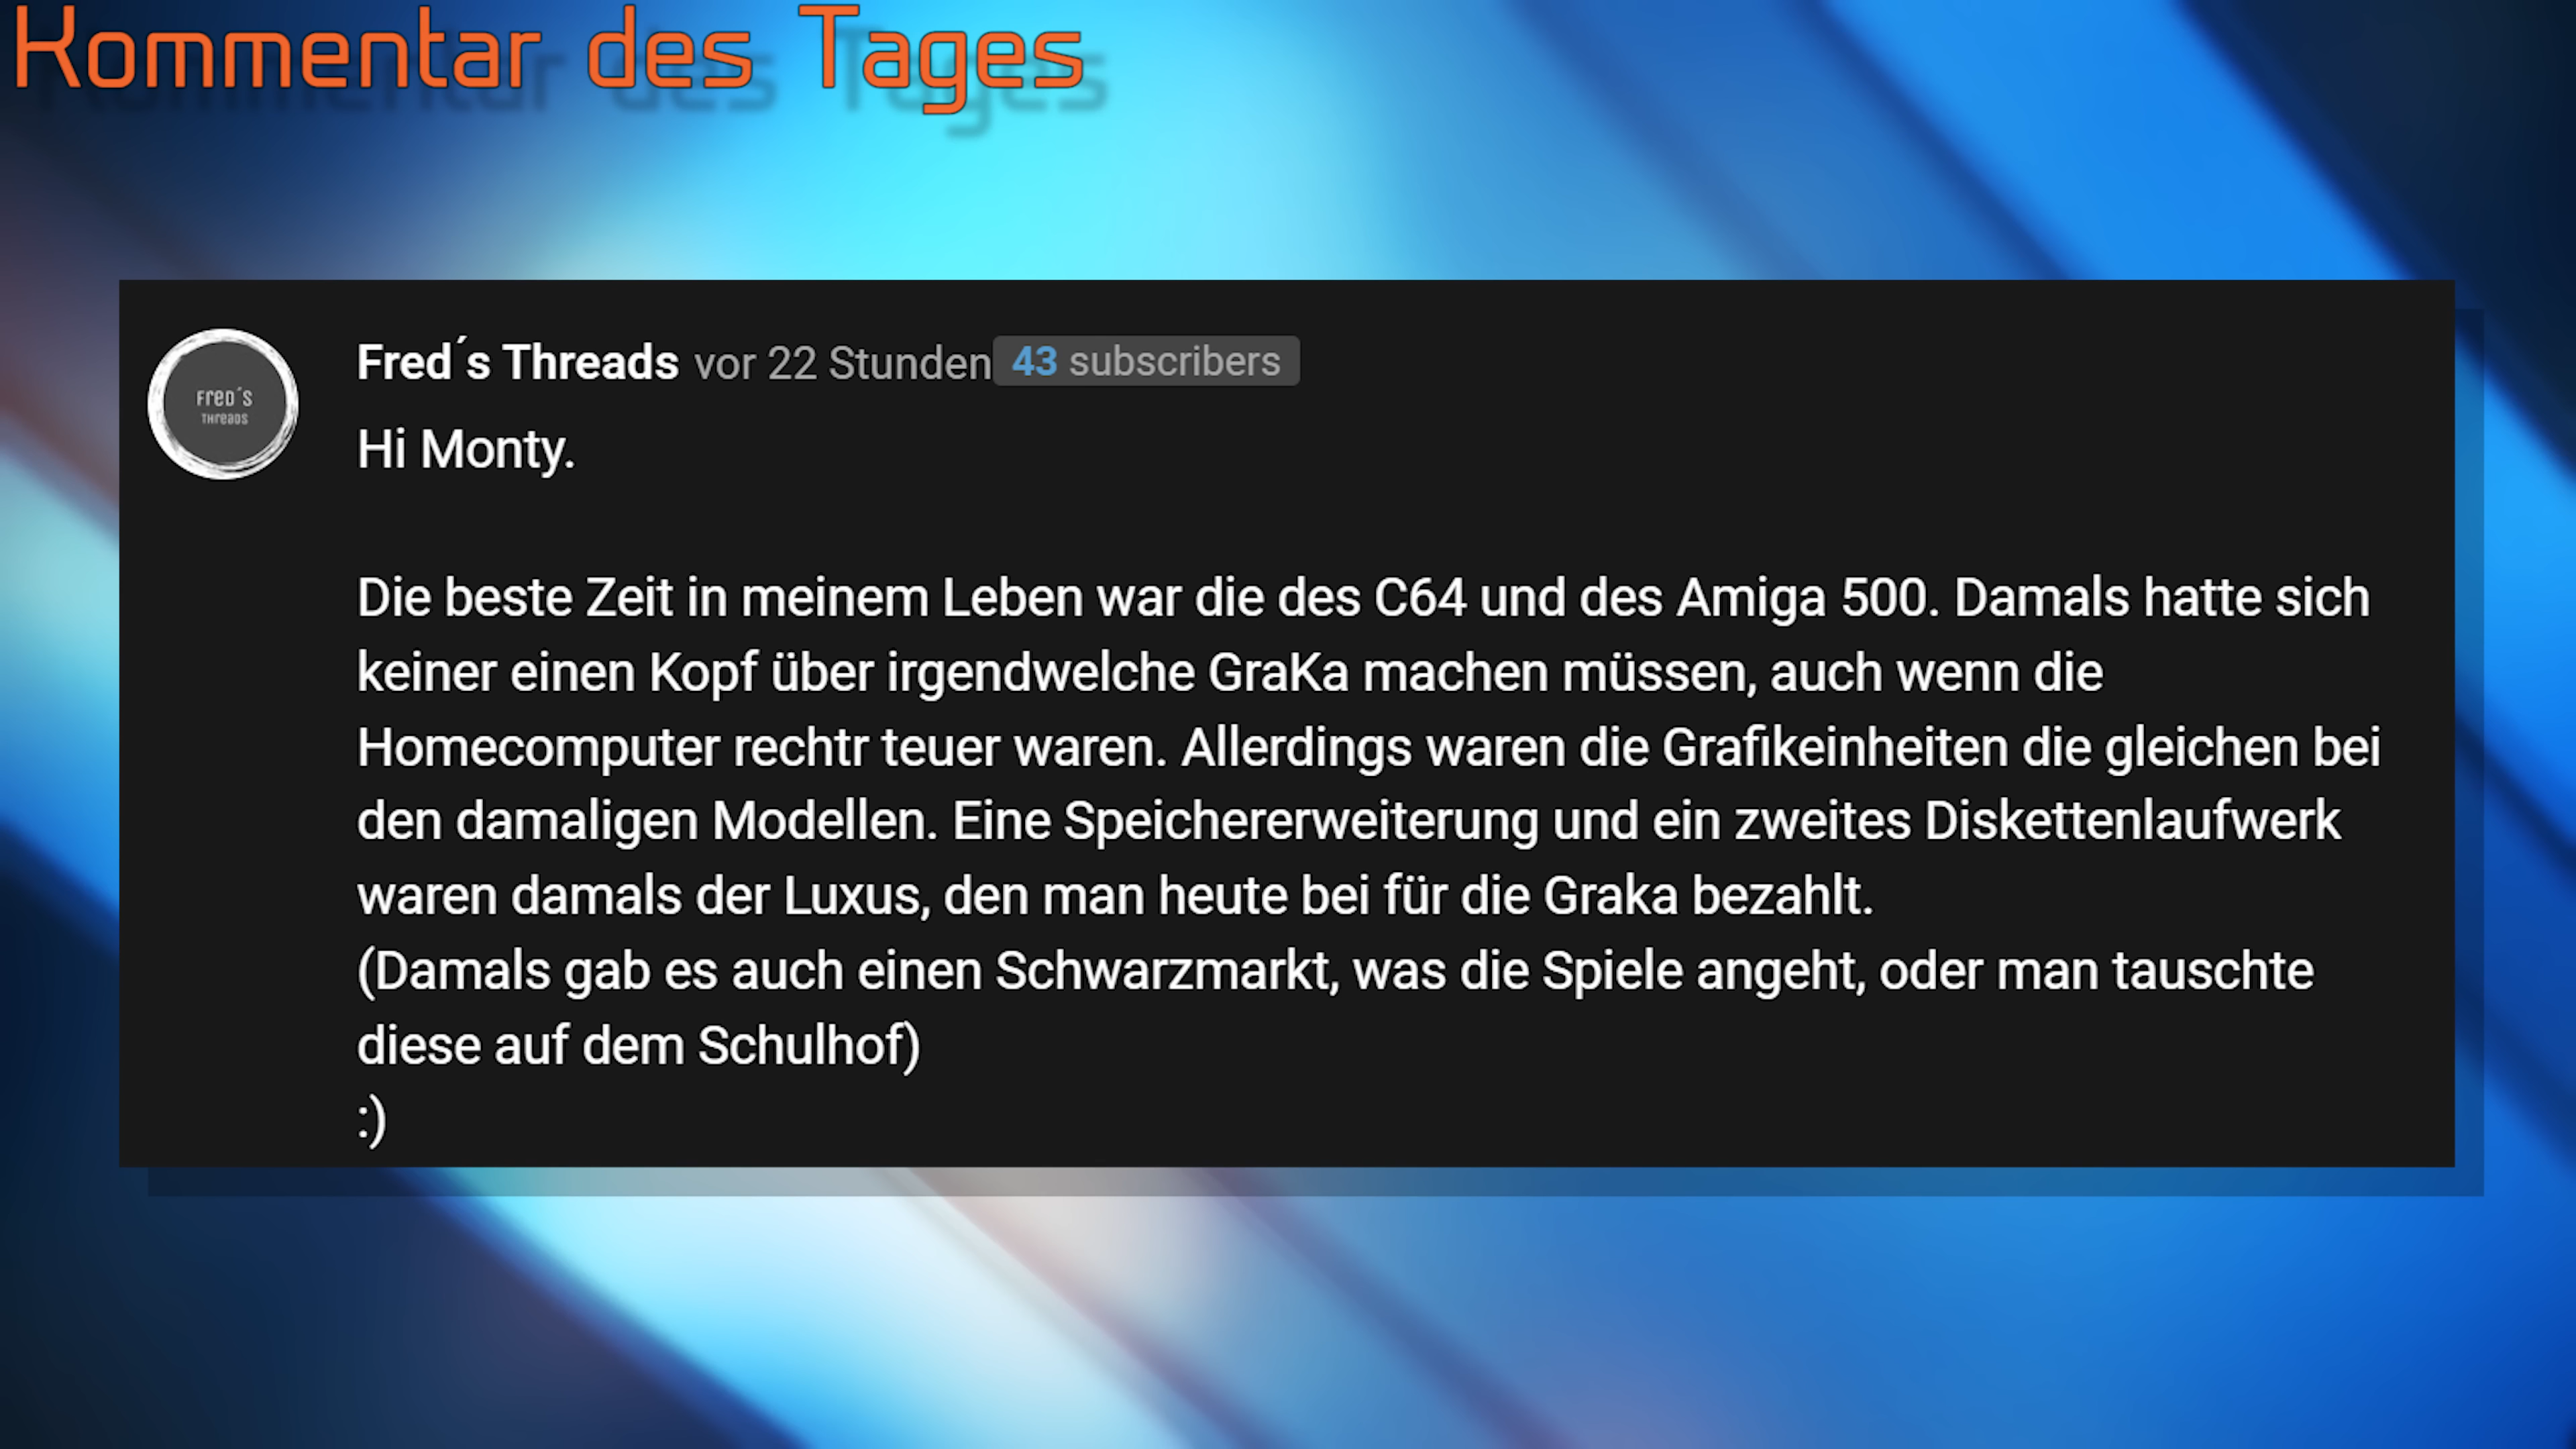 Kommentar des Tages
FreD´S
THreaDS
Fred´s Threads vor 22 Stunden 43 subscribers
Hi Monty.
Die beste Zeit in meinem Leben war die des C64 und des Amiga 500. Damals hatte sich
keiner einen Kopf über irgendwelche GraKa machen müssen, auch wenn die
Homecomputer rechtr teuer waren. Allerdings waren die Grafikeinheiten die gleichen bei
den damaligen Modellen. Eine Speichererweiterung und ein zweites Diskettenlaufwerk
waren damals der Luxus, den man heute bei für die Graka bezahlt.
(Damals gab es auch einen Schwarzmarkt, was die Spiele angeht, oder man tauschte
diese auf dem Schulhof)
:)